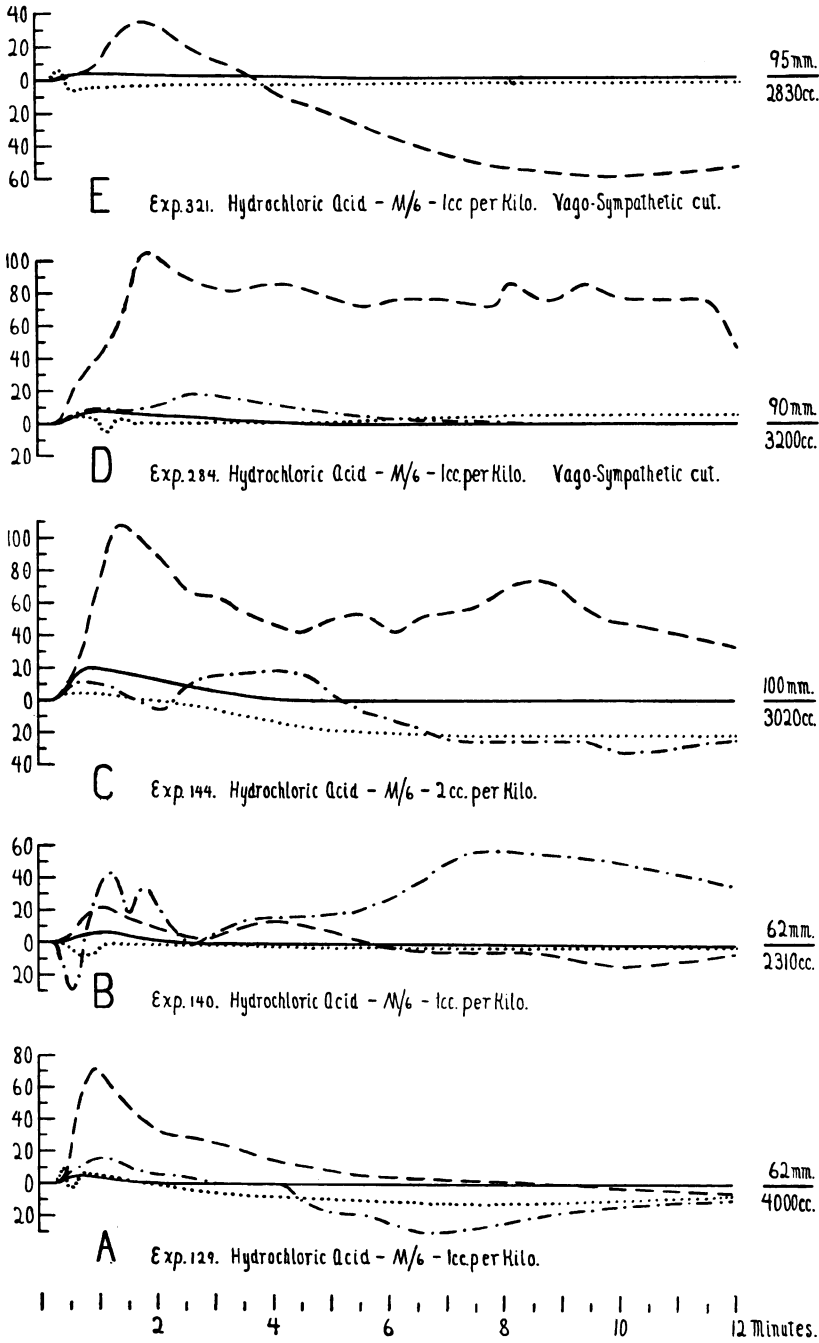 40
20
0
20
40
60
95mm.
2830cc.
E Exp.321. Hydrochloric Acid - M/6 - 1cc per Kilo. Vago-Sympathetic cut.
100
80
60
40
20
0
20
90mm.
3200cc.
D Exp.284. Hydrochloric Acid - M/6 - 1cc.per Kilo. Vago-Sympathetic cut.
100
80
60
40
20
0
20
40
100mm.
3020cc.
C Exp.144. Hydrochloric Acid - M/6 - 2cc.per Kilo.
60
40
20
0
20
62mm.
2310cc.
B Exp.140. Hydrochloric Acid - M/6 - 1cc.per Kilo.
80
60
40
20
0
20
62mm.
4000cc.
A Exp.129. Hydrochloric Acid - M/6 - 1cc.per Kilo.
2 4 6 8 10 12 Minutes.